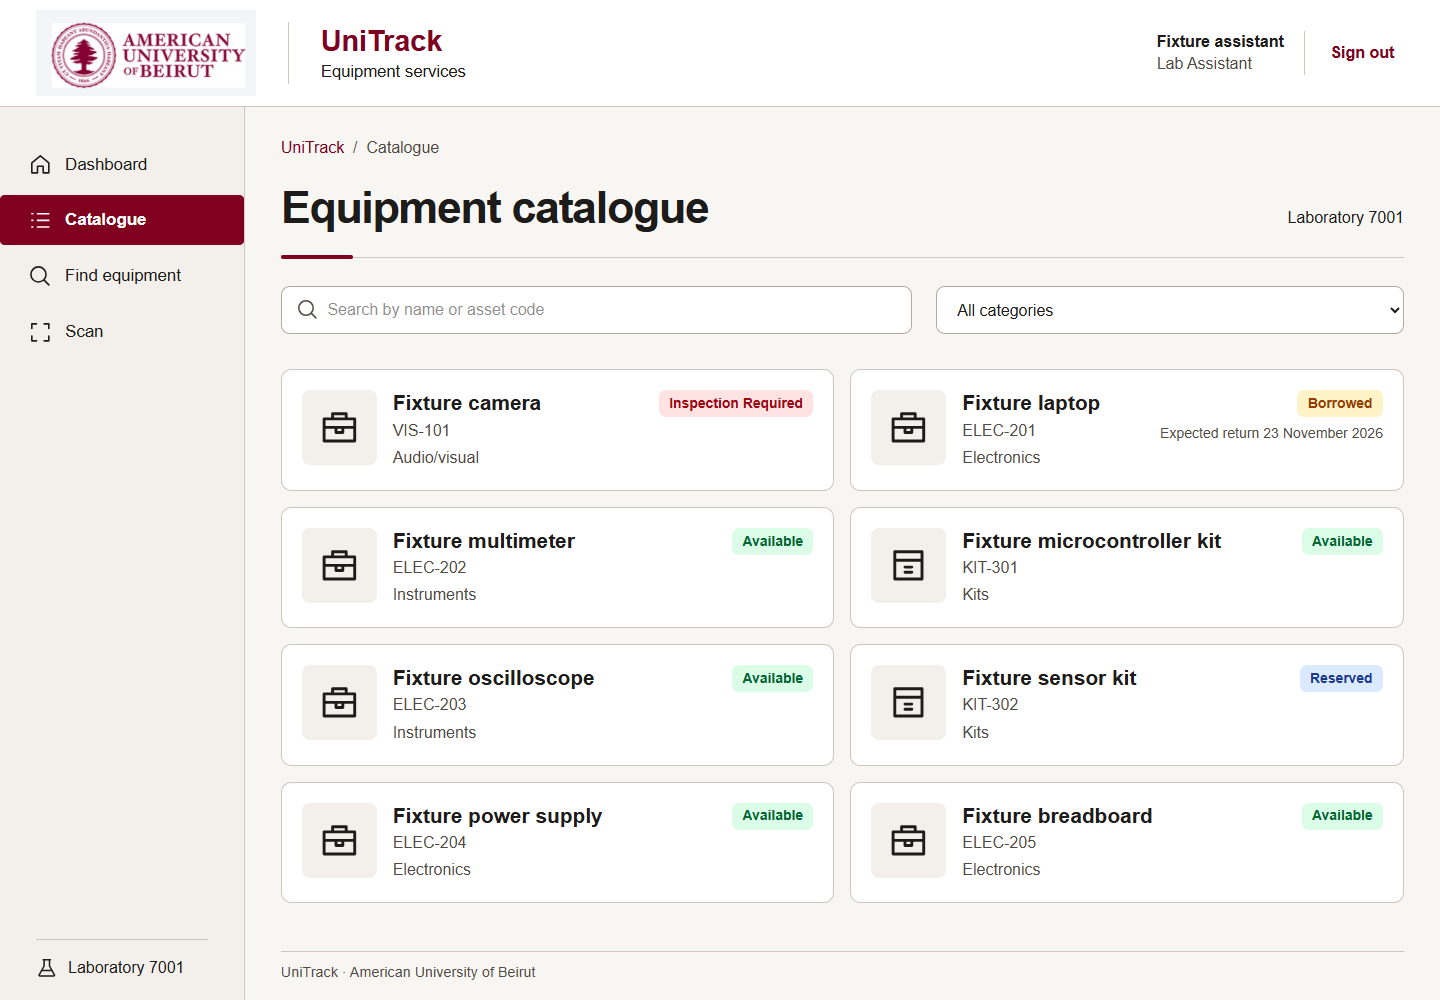 AMERICAN
UNIVERSITY
OF BEIRUT
UniTrack
Equipment services
Fixture assistant
Lab Assistant
Sign out
Dashboard
Catalogue
Find equipment
Scan
Laboratory 7001
UniTrack / Catalogue
Equipment catalogue
Laboratory 7001
Search by name or asset code
All categories
Fixture camera
Inspection Required
VIS-101
Audio/visual
Fixture laptop
Borrowed
ELEC-201
Expected return 23 November 2026
Electronics
Fixture multimeter
Available
ELEC-202
Instruments
Fixture microcontroller kit
Available
KIT-301
Kits
Fixture oscilloscope
Available
ELEC-203
Instruments
Fixture sensor kit
Reserved
KIT-302
Kits
Fixture power supply
Available
ELEC-204
Electronics
Fixture breadboard
Available
ELEC-205
Electronics
UniTrack · American University of Beirut